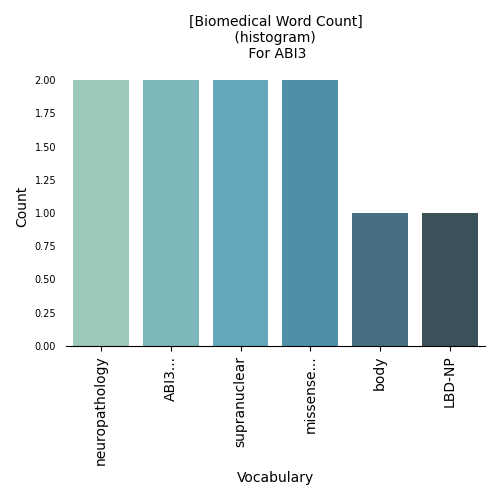 [Biomedical Word Count]
(histogram)
For ABI3
2.00
1.75
1.50
1.25
1.00
0.75
0.50
0.25
0.00
Count
neuropathology
ABI3...
supranuclear
missense...
body
LBD-NP
Vocabulary